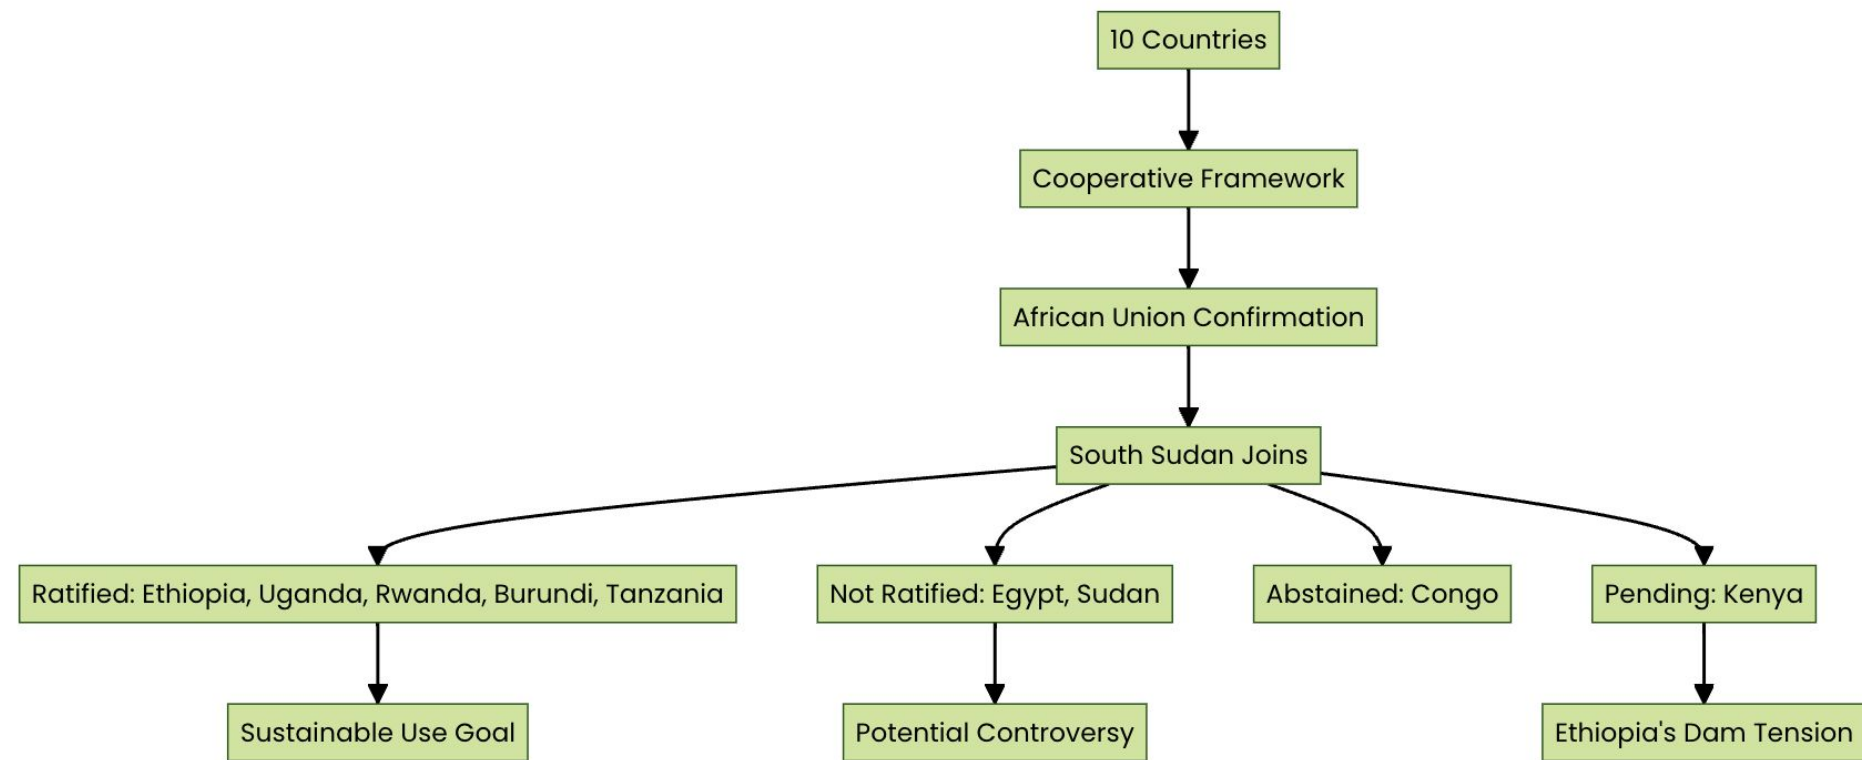 10 Countries
Cooperative Framework
African Union Confirmation
South Sudan Joins
Ratified: Ethiopia, Uganda, Rwanda, Burundi, Tanzania
Not Ratified: Egypt, Sudan
Abstained: Congo
Pending: Kenya
Sustainable Use Goal
Potential Controversy
Ethiopia's Dam Tension